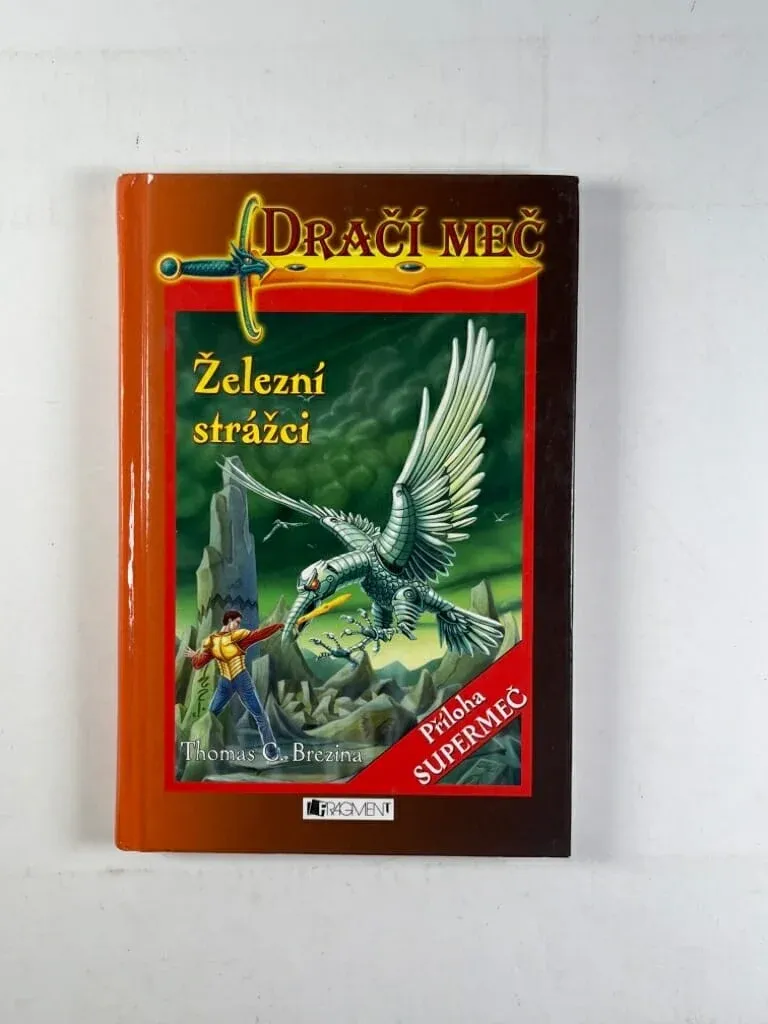 Dračí meč
Železní
strážci
Thomas C. Brezina
Příloha
SUPERMEČ
FRAGMENT